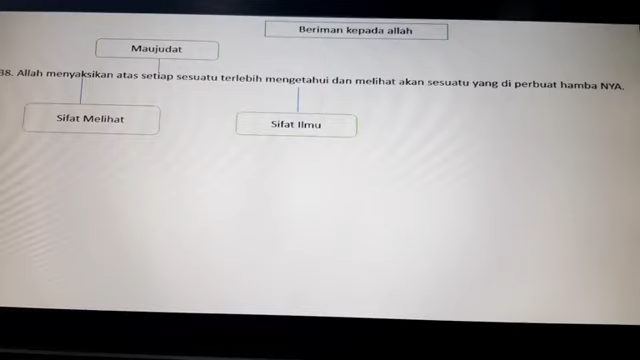 Beriman kepada allah
Maujudat
38. Allah menyaksikan atas setiap sesuatu terlebih mengetahui dan melihat akan sesuatu yang di perbuat hamba NYA.
Sifat Melihat
Sifat Ilmu